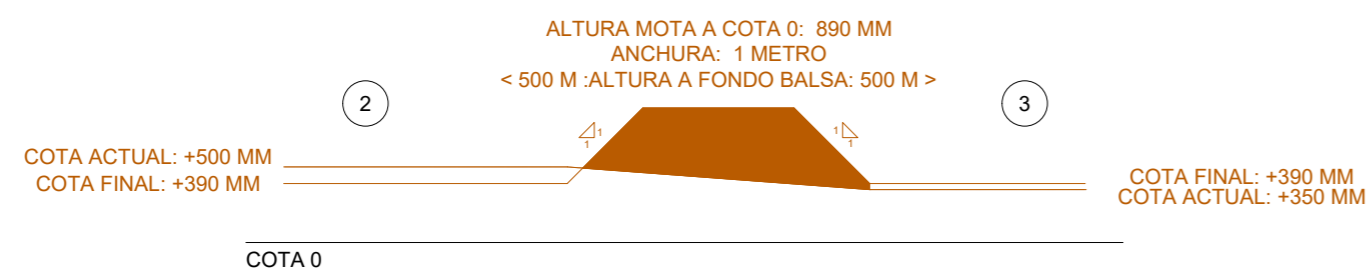 ALTURA MOTA A COTA 0: 890 MM
ANCHURA: 1 METRO
< 500 M :ALTURA A FONDO BALSA: 500 M >
2
3
1
1
1
1
COTA ACTUAL: +500 MM
COTA FINAL: +390 MM
COTA FINAL: +390 MM
COTA ACTUAL: +350 MM
COTA 0